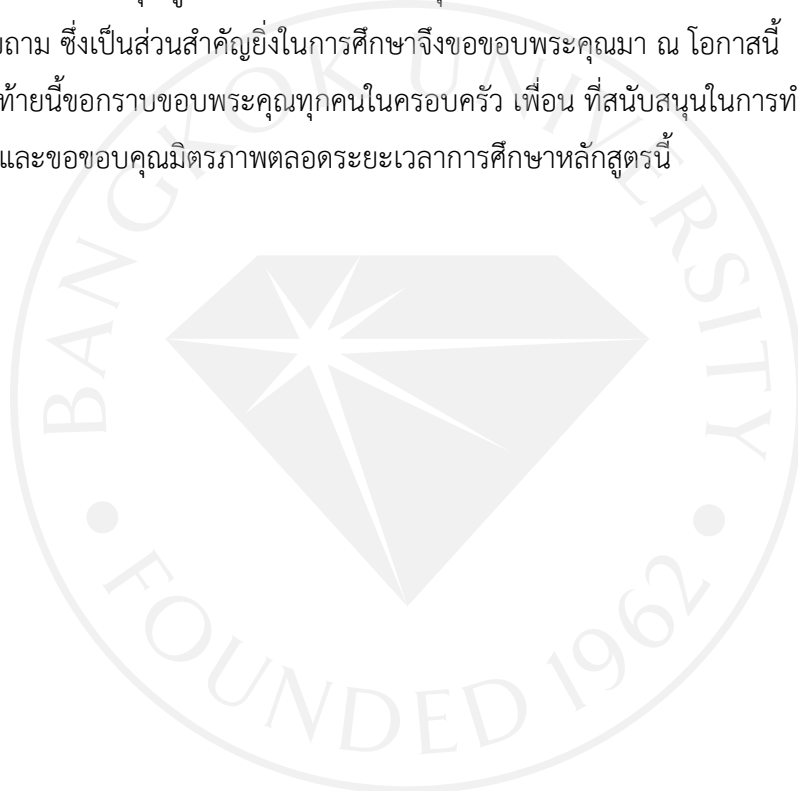 ถาม ซึ่งเป็นส่วนสำคัญยิ่งในการศึกษาจึงขอขอบพระคุณมา ณ โอกาสนี้
ท้ายนี้ขอกราบขอบพระคุณทุกคนในครอบครัว เพื่อน ที่สนับสนุนในการทำ
และขอขอบคุณมิตรภาพตลอดระยะเวลาการศึกษาหลักสูตรนี้
BANGKOK UNIVERSITY
FOUNDED 1962